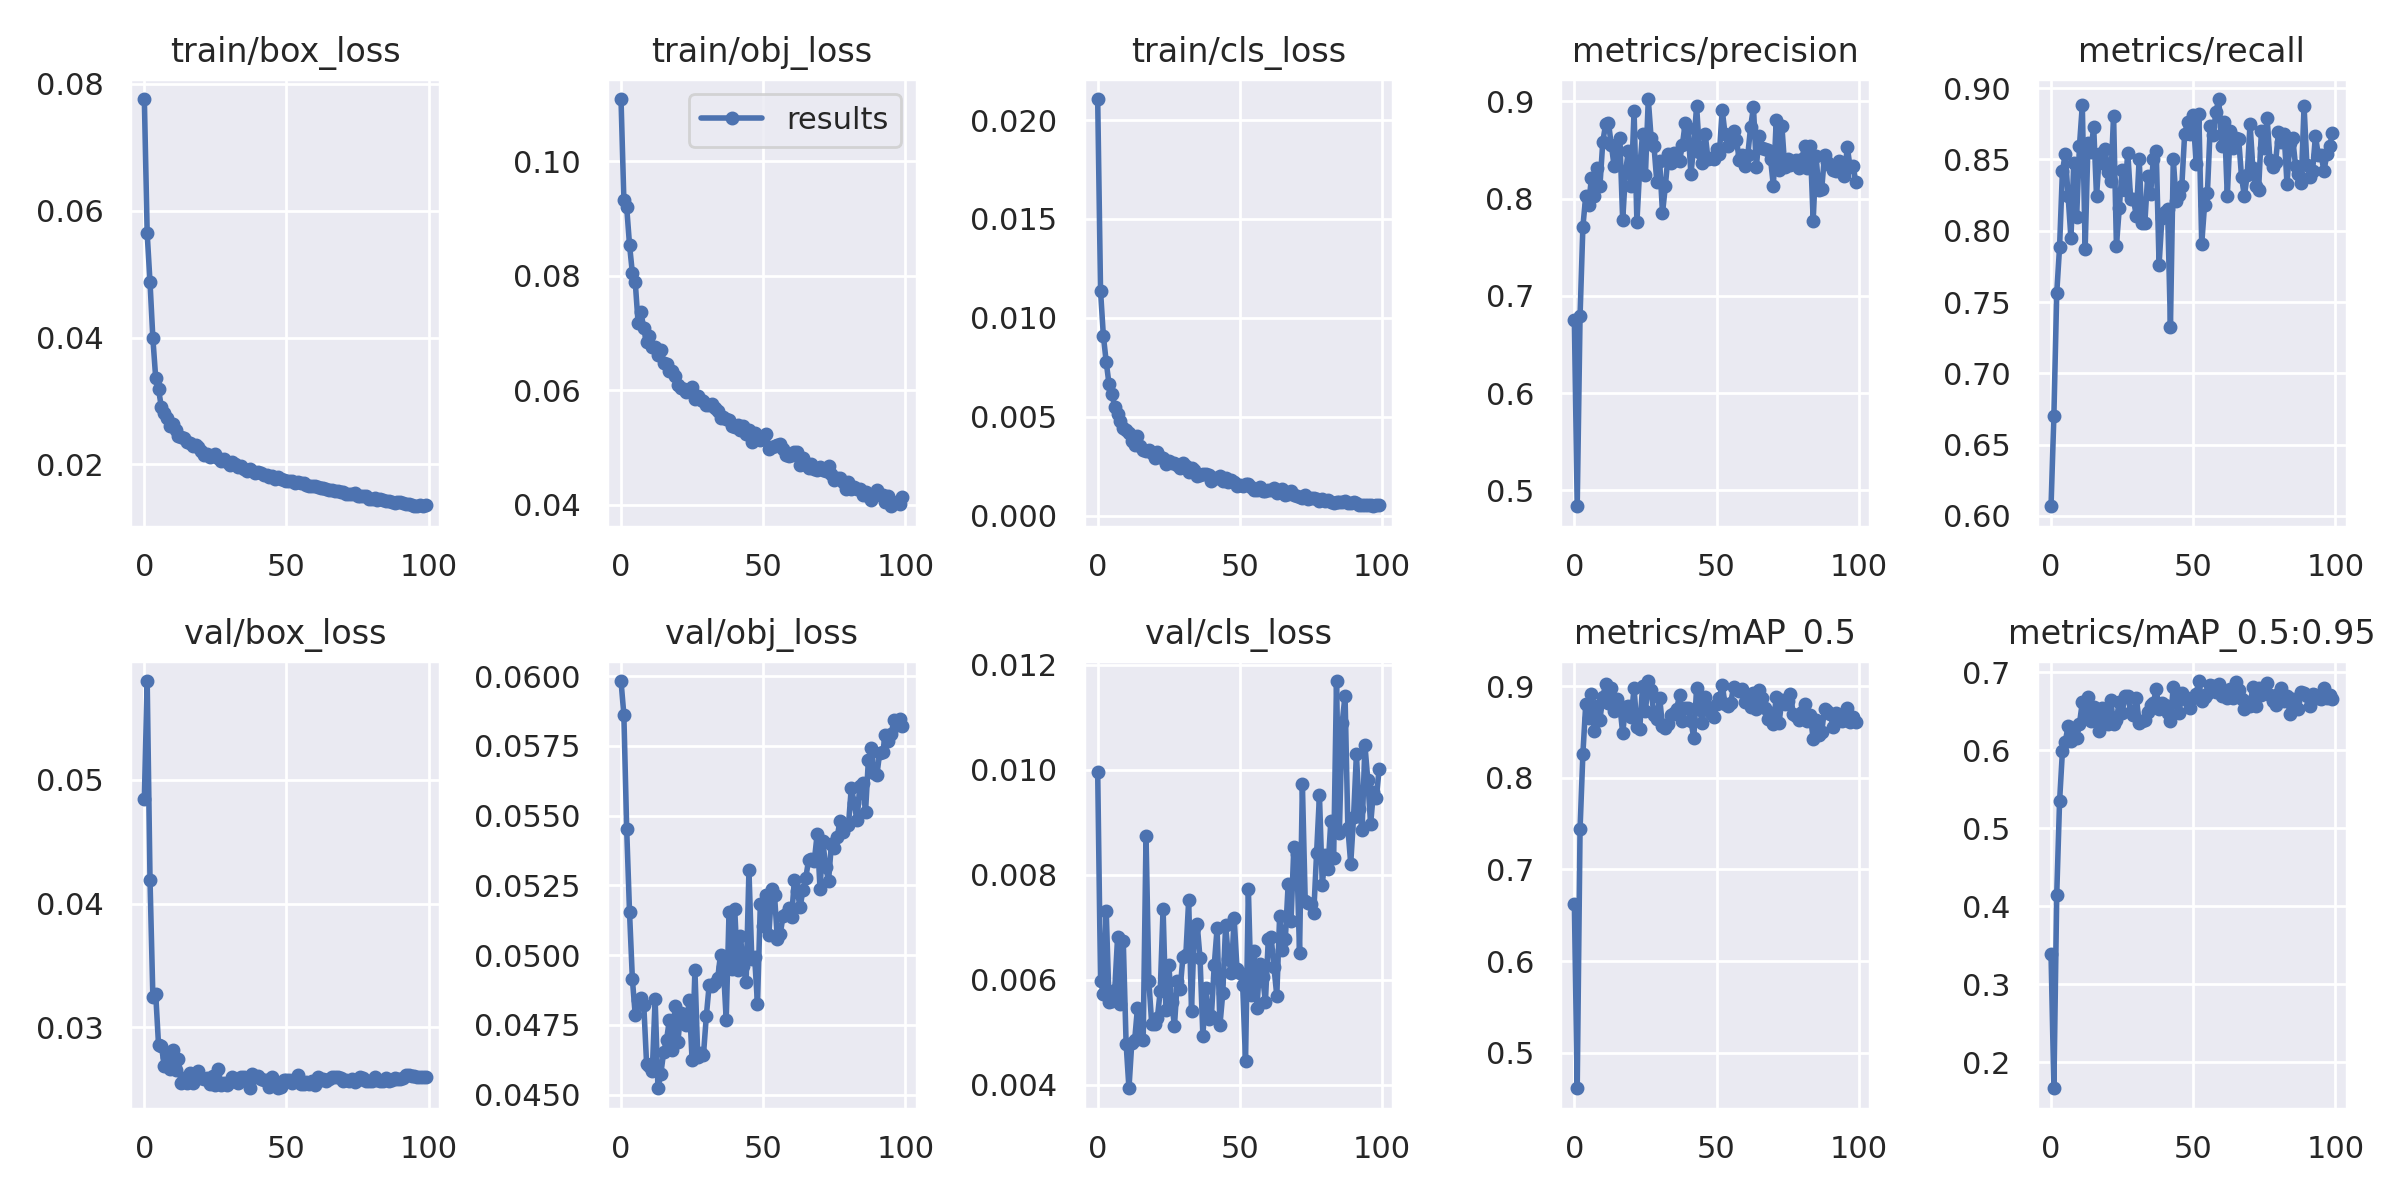 train/box_loss
0.08
0.06
0.04
0.02
0 50 100
train/obj_loss
results
0.10
0.08
0.06
0.04
0 50 100
train/cls_loss
0.020
0.015
0.010
0.005
0.000
0 50 100
metrics/precision
0.9
0.8
0.7
0.6
0.5
0 50 100
metrics/recall
0.90
0.85
0.80
0.75
0.70
0.65
0.60
0 50 100
val/box_loss
0.05
0.04
0.03
0 50 100
val/obj_loss
0.0600
0.0575
0.0550
0.0525
0.0500
0.0475
0.0450
0 50 100
val/cls_loss
0.012
0.010
0.008
0.006
0.004
0 50 100
metrics/mAP_0.5
0.9
0.8
0.7
0.6
0.5
0 50 100
metrics/mAP_0.5:0.95
0.7
0.6
0.5
0.4
0.3
0.2
0 50 100